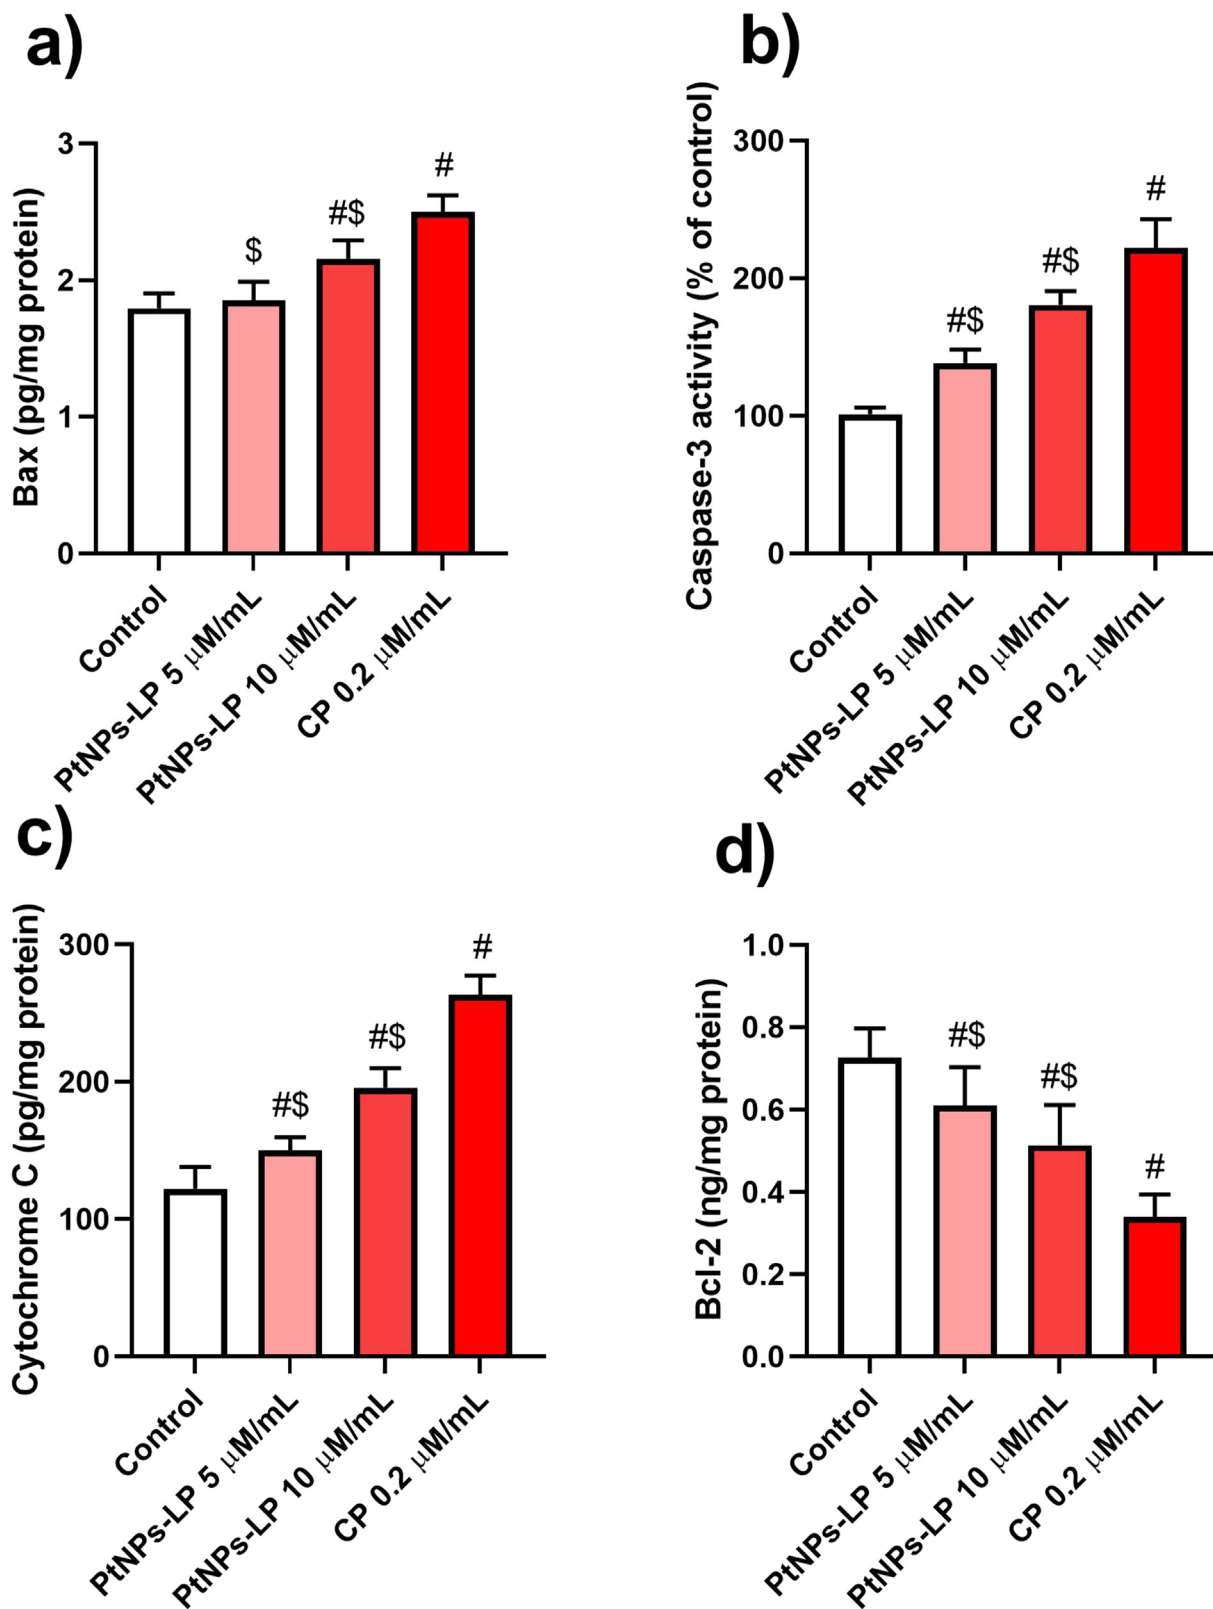 a)
Bax (pg/mg protein)
3
2
1
0
$
#$
#
Control
PtNPs-LP 5 μM/mL
PtNPs-LP 10 μM/mL
CP 0.2 μM/mL
b)
Caspase-3 activity (% of control)
300
200
100
0
#$
#$
#
Control
PtNPs-LP 5 μM/mL
PtNPs-LP 10 μM/mL
CP 0.2 μM/mL
c)
Cytochrome C (pg/mg protein)
300
200
100
0
#$
#$
#
Control
PtNPs-LP 5 μM/mL
PtNPs-LP 10 μM/mL
CP 0.2 μM/mL
d)
Bcl-2 (ng/mg protein)
1.0
0.8
0.6
0.4
0.2
0.0
#$
#$
#
Control
PtNPs-LP 5 μM/mL
PtNPs-LP 10 μM/mL
CP 0.2 μM/mL